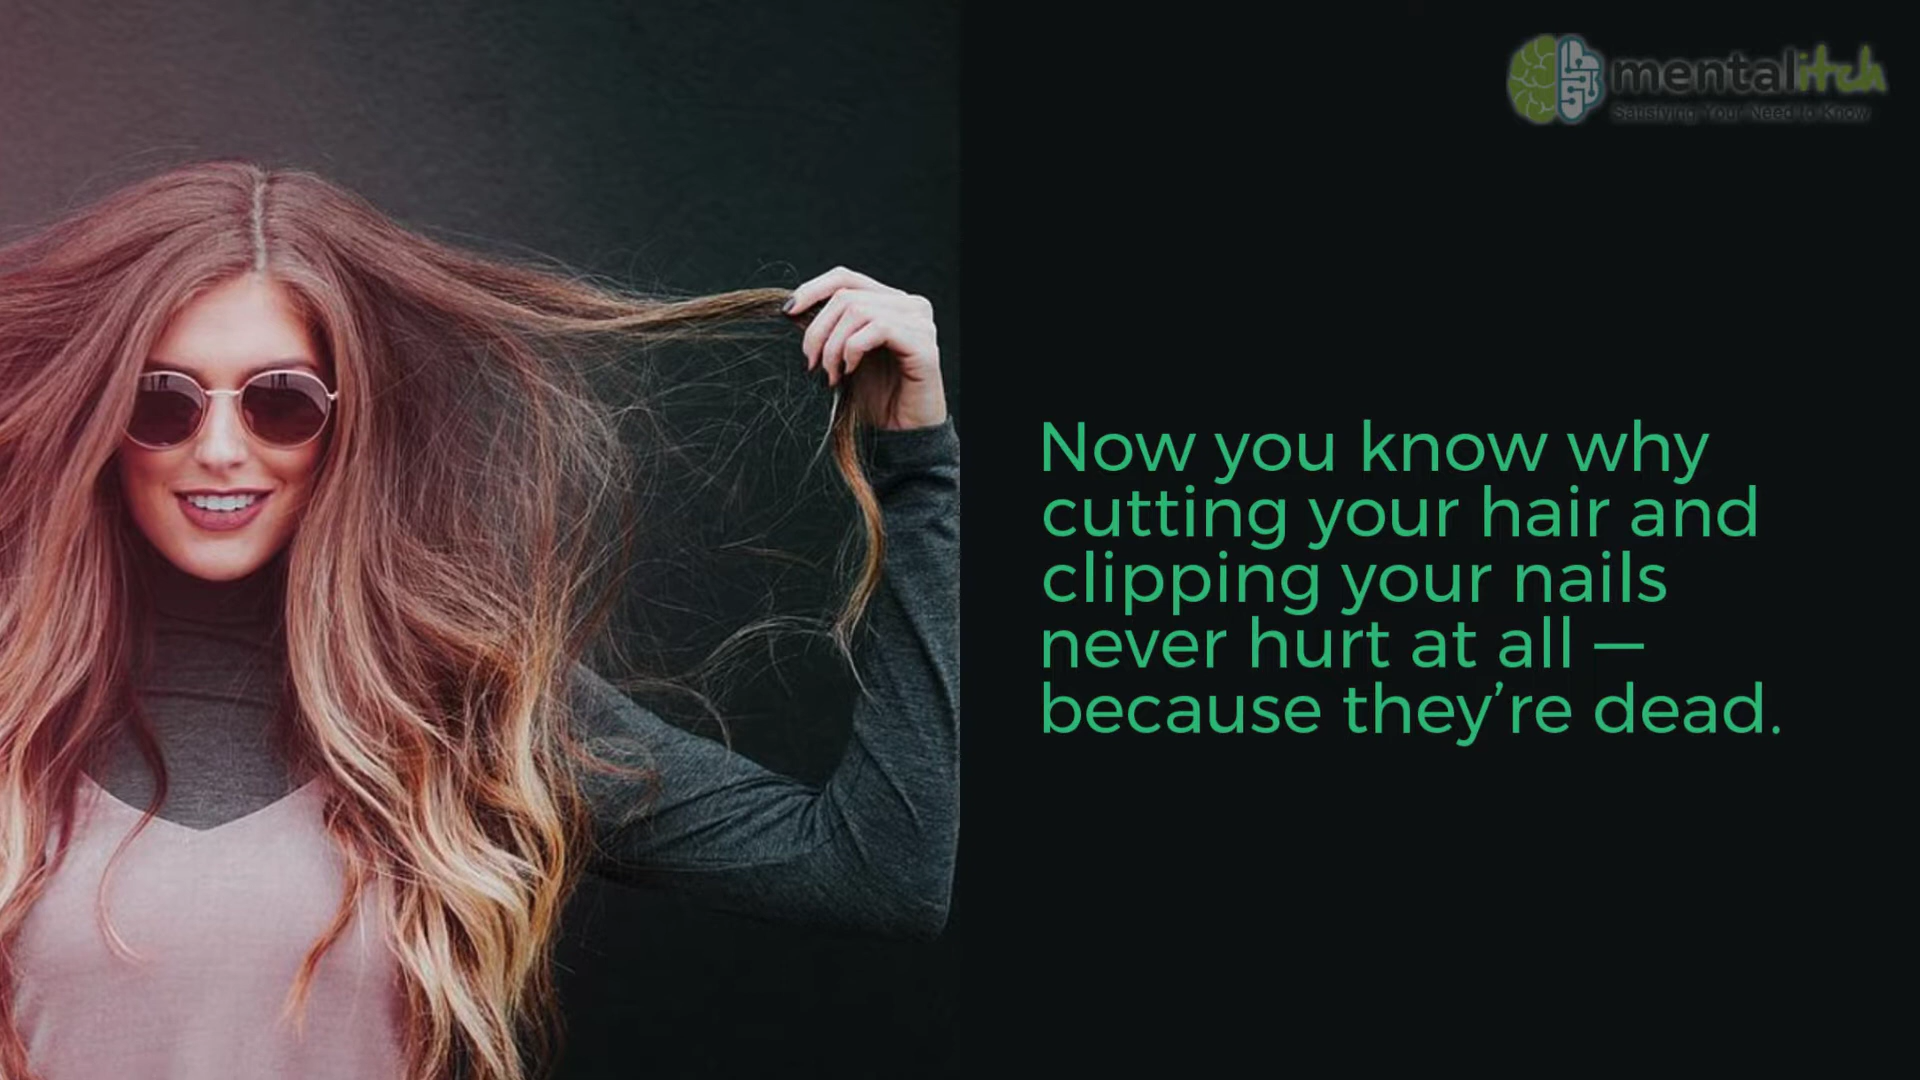 mentalitch
Satisfying Your Need to Know
Now you know why
cutting your hair and
clipping your nails
never hurt at all —
because they’re dead.